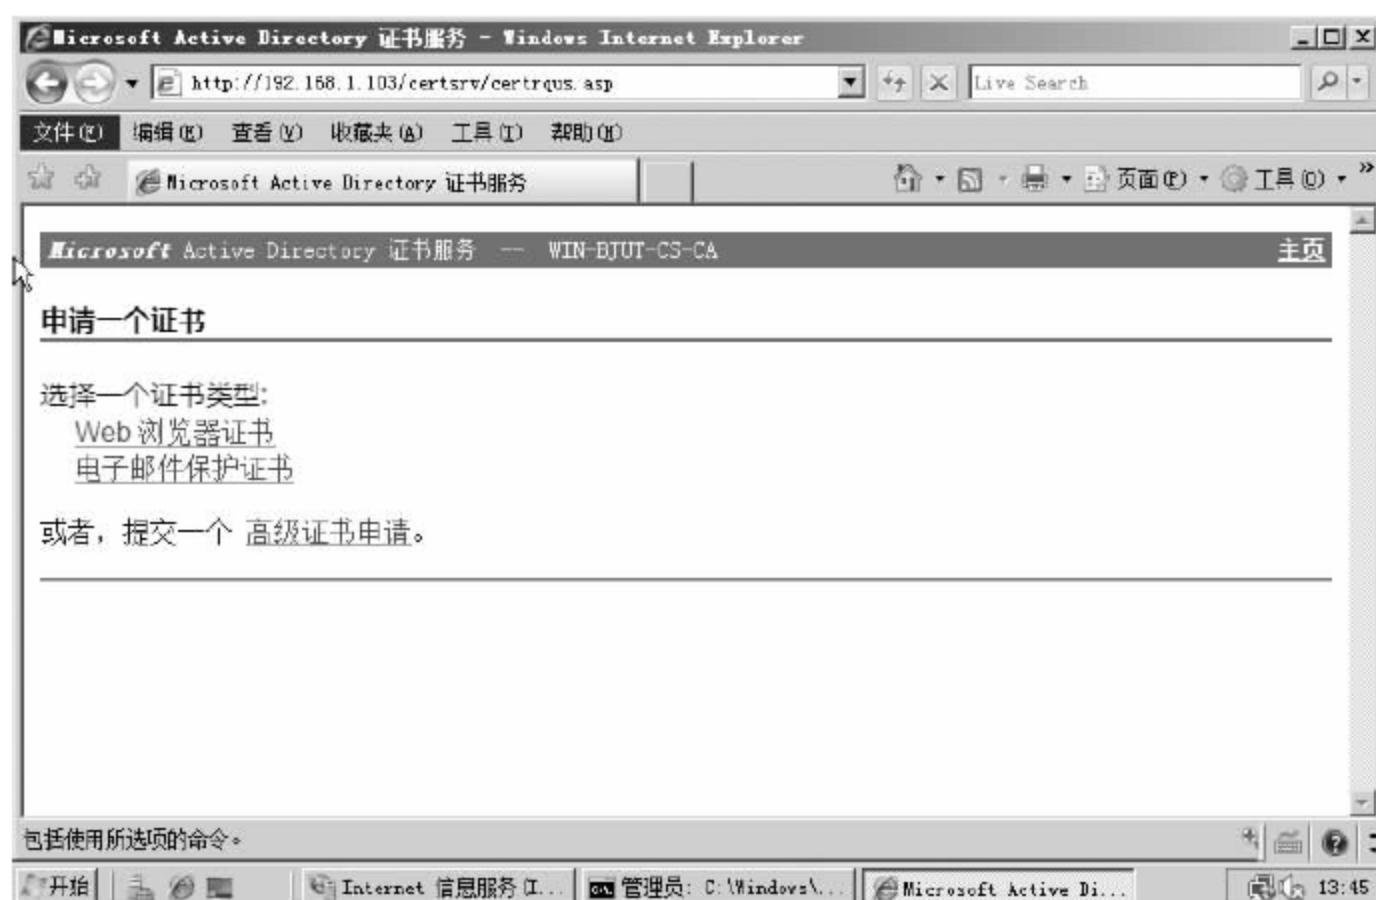 Microsoft Active Directory 证书服务 - Windows Internet Explorer
http://192.168.1.103/certsrv/certrqus.asp
Live Search
文件(F) 编辑(E) 查看(V) 收藏夹(A) 工具(T) 帮助(H)
Microsoft Active Directory 证书服务
页面(P) 工具(O)
Microsoft Active Directory 证书服务 -- WIN-BJUT-CS-CA 主页
申请一个证书
选择一个证书类型:
Web 浏览器证书
电子邮件保护证书
或者，提交一个 高级证书申请。
包括使用所选项的命令。
开始 Internet 信息服务(I... 管理员: C:\Windows\... Microsoft Active Di... 13:45